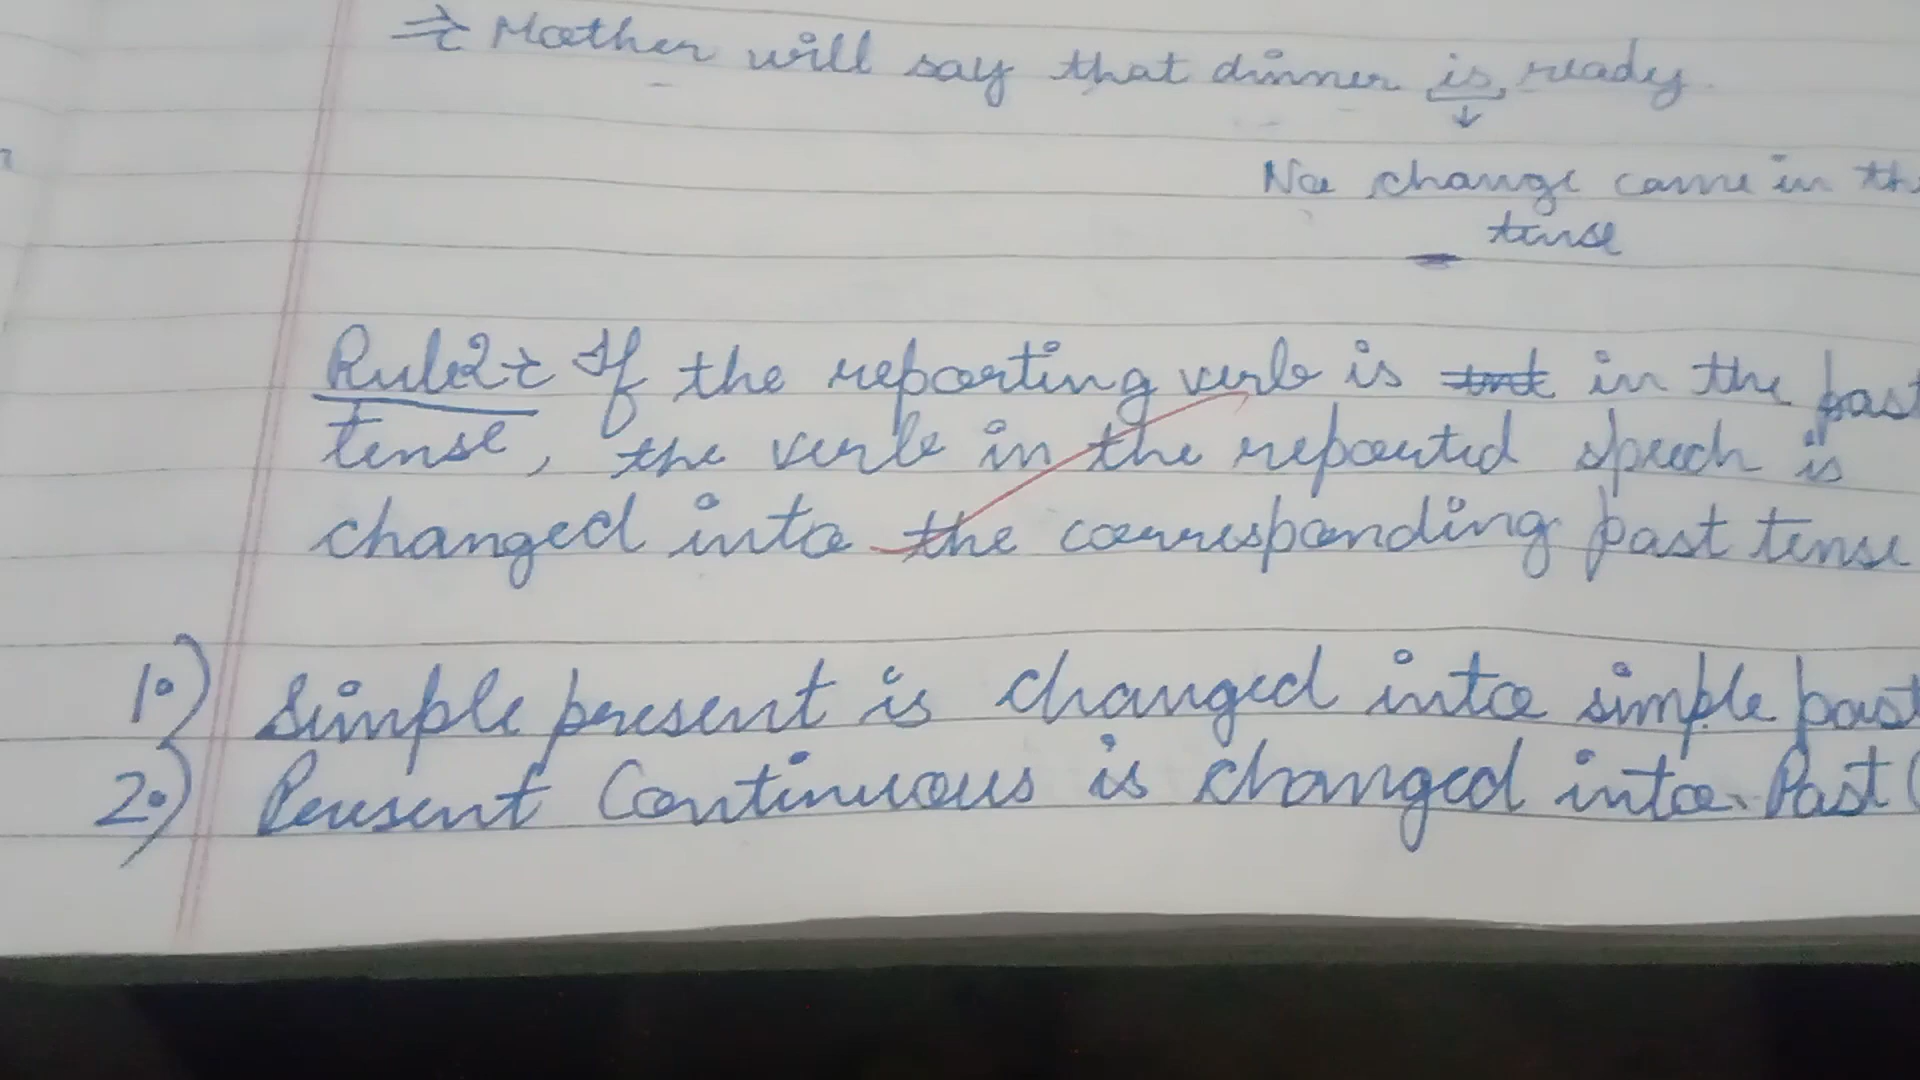 ⇒ Mother will say that dinner is ready.
↓
No change came in the
tense
Rule2:- If the reporting verb is in the past
tense, the verb in the reported speech is
changed into the corresponding past tense
1.) Simple present is changed into simple past
2.) Present Continuous is changed into Past (